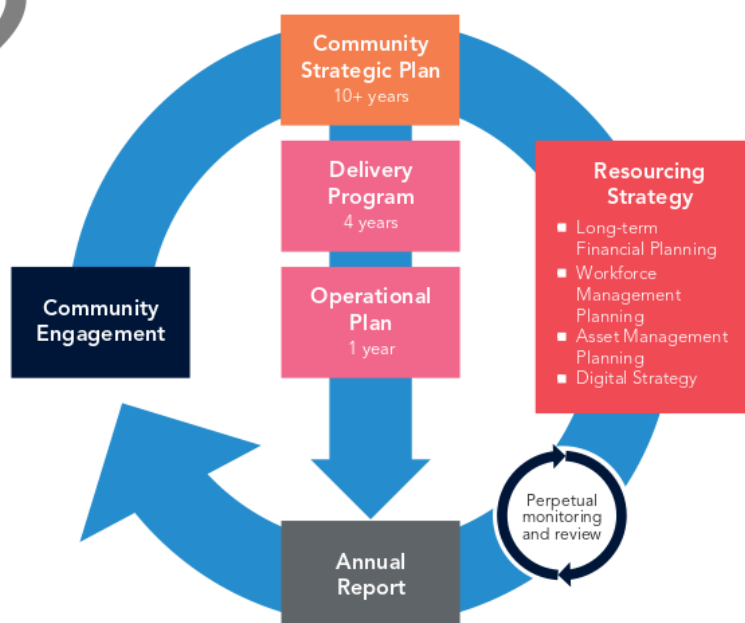 Community
Strategic Plan
10+ years
Delivery
Program
4 years
Operational
Plan
1 year
Community
Engagement
Resourcing
Strategy
■ Long-term
Financial Planning
■ Workforce
Management
Planning
■ Asset Management
Planning
■ Digital Strategy
Perpetual
monitoring
and review
Annual
Report